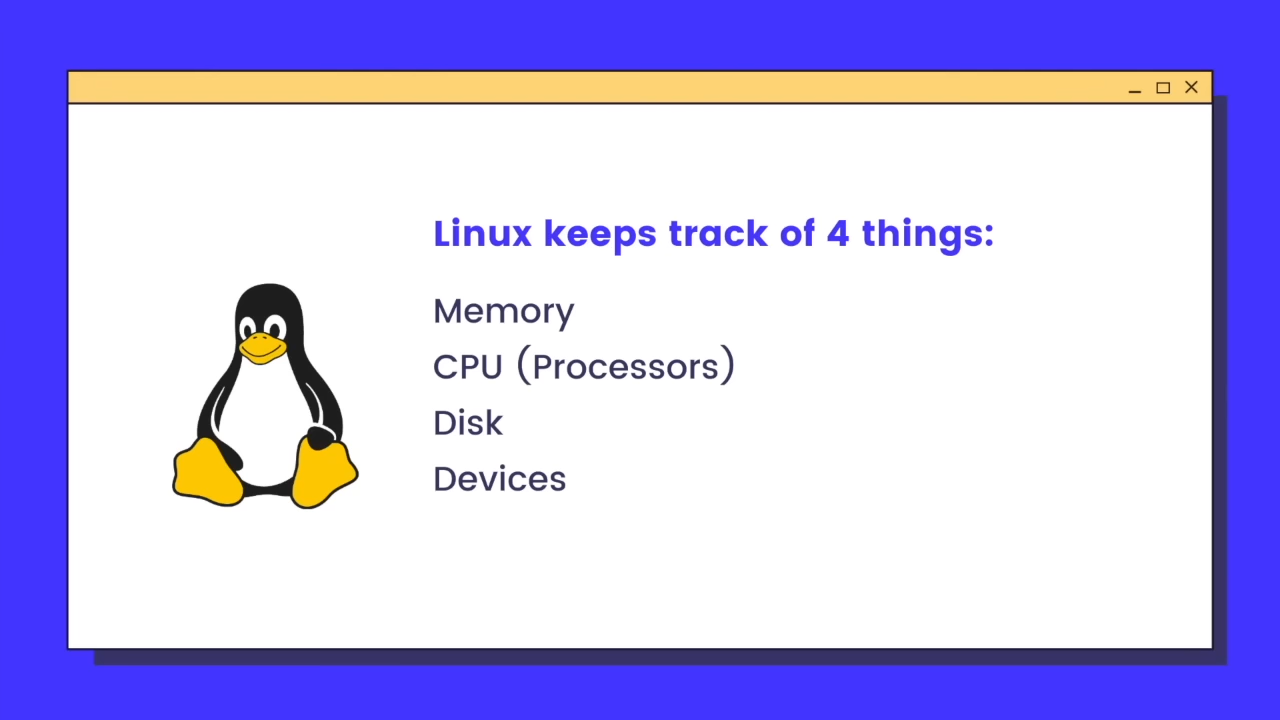 Linux keeps track of 4 things:
Memory
CPU (Processors)
Disk
Devices